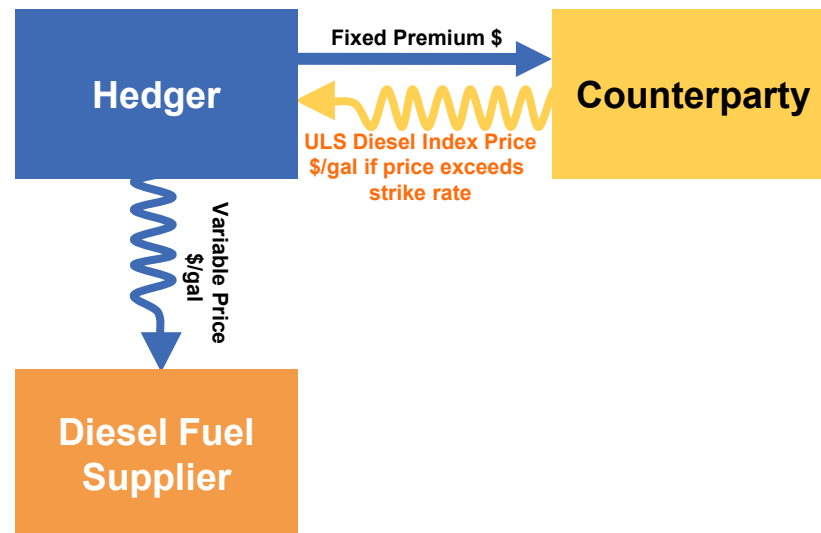 Hedger
Fixed Premium $
Counterparty
ULS Diesel Index Price
$/gal if price exceeds
strike rate
Variable Price
$/gal
Diesel Fuel
Supplier